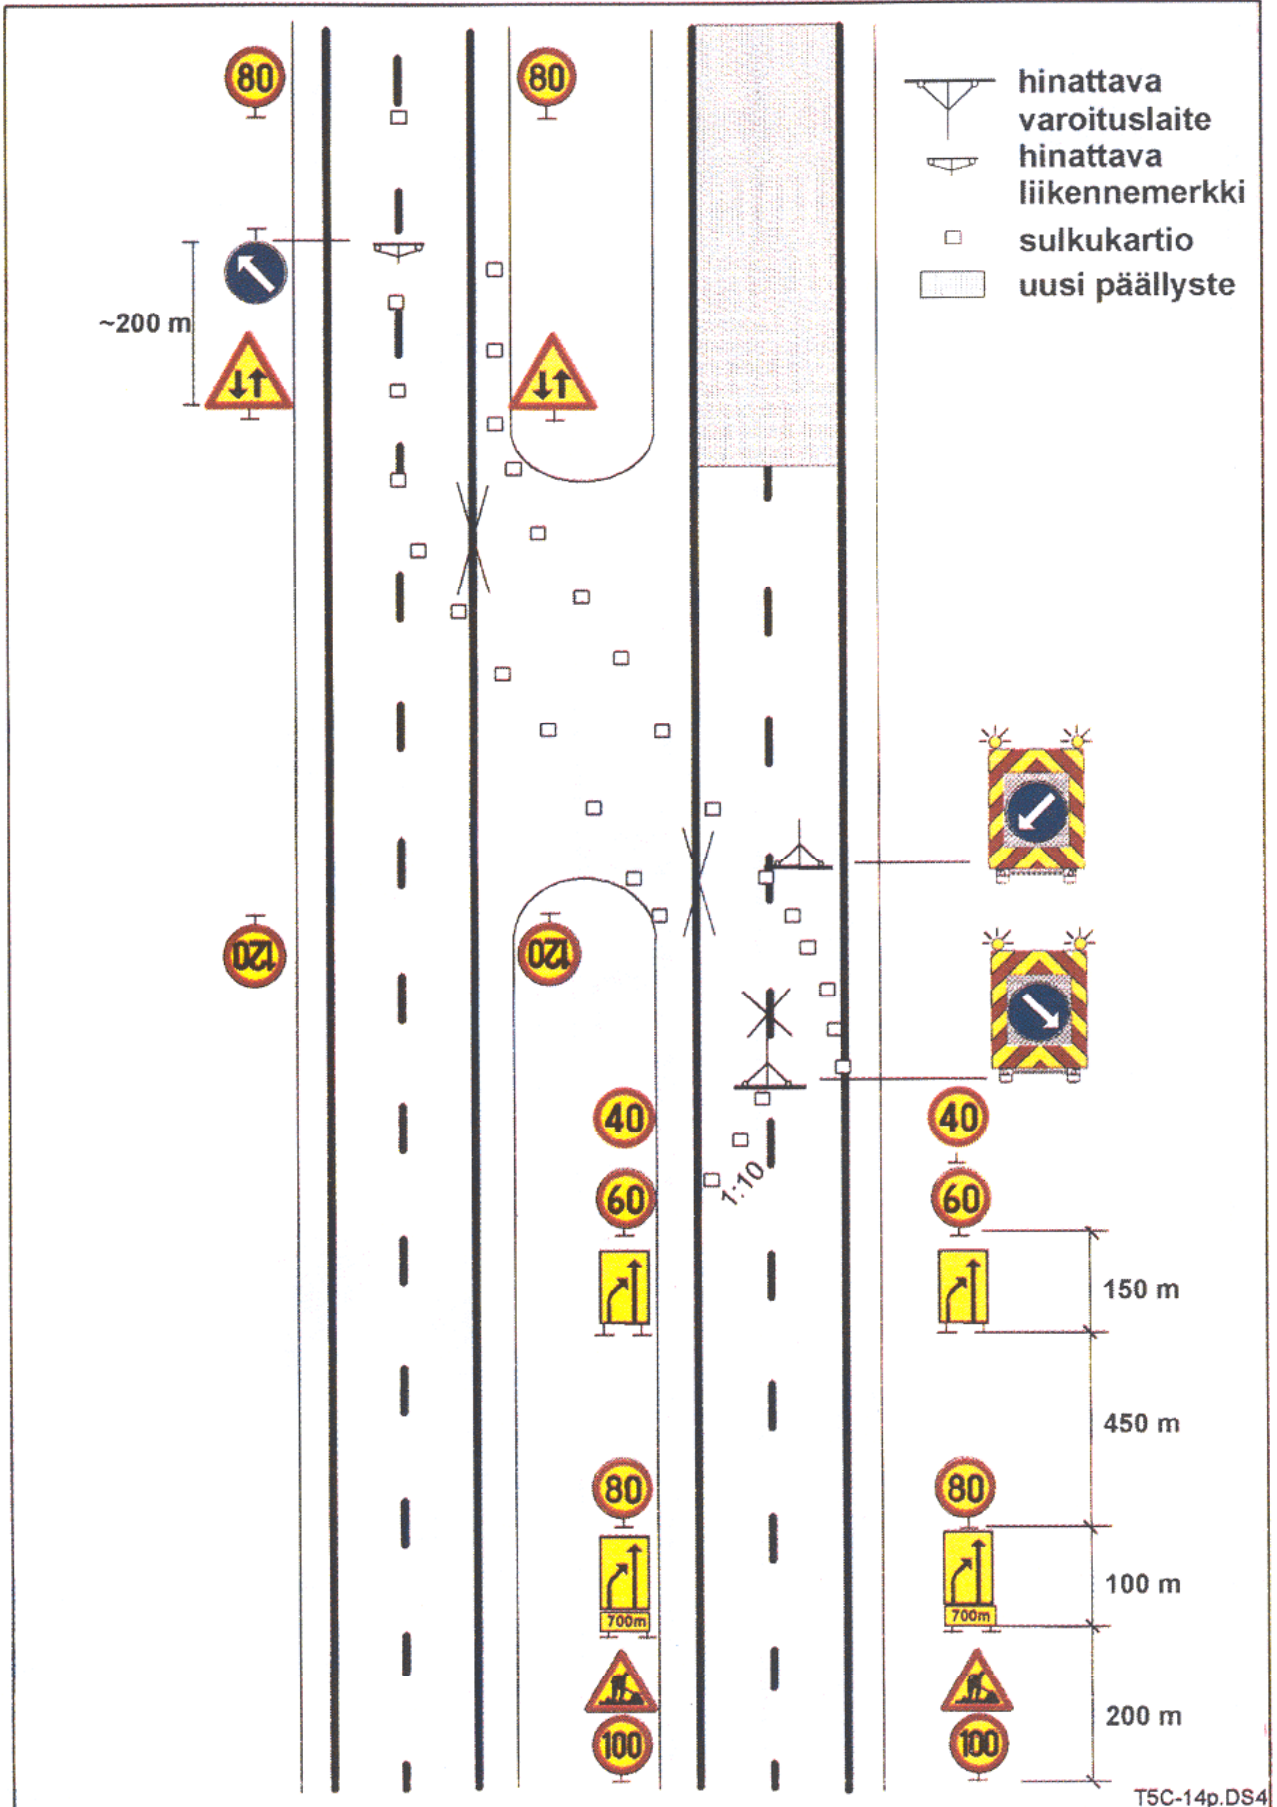 80
80
hinattava
varoituslaite
hinattava
liikennemerkki
sulkukartio
uusi päällyste
~200 m
120
120
40
40
1:10
60
60
150 m
450 m
80
80
100 m
700m
700m
200 m
100
100
T5C-14p.DS4